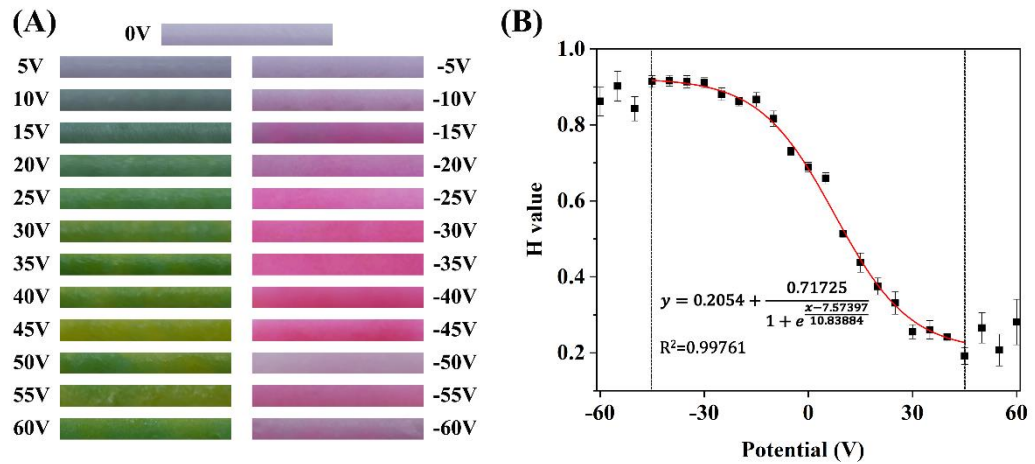 (A)
0V
5V -5V
10V -10V
15V -15V
20V -20V
25V -25V
30V -30V
35V -35V
40V -40V
45V -45V
50V -50V
55V -55V
60V -60V
(B)
H value
1.0
0.8
0.6
0.4
0.2
y = 0.2054 + 0.71725 / 1 + e^(x−7.57397 / 10.83884)
R²=0.99761
-60 -30 0 30 60
Potential (V)